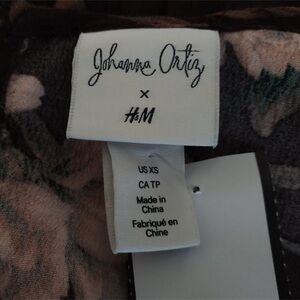 Johanna Ortiz
×
H&M
US XS
CA TP
Made in
China
Fabriqué en
Chine